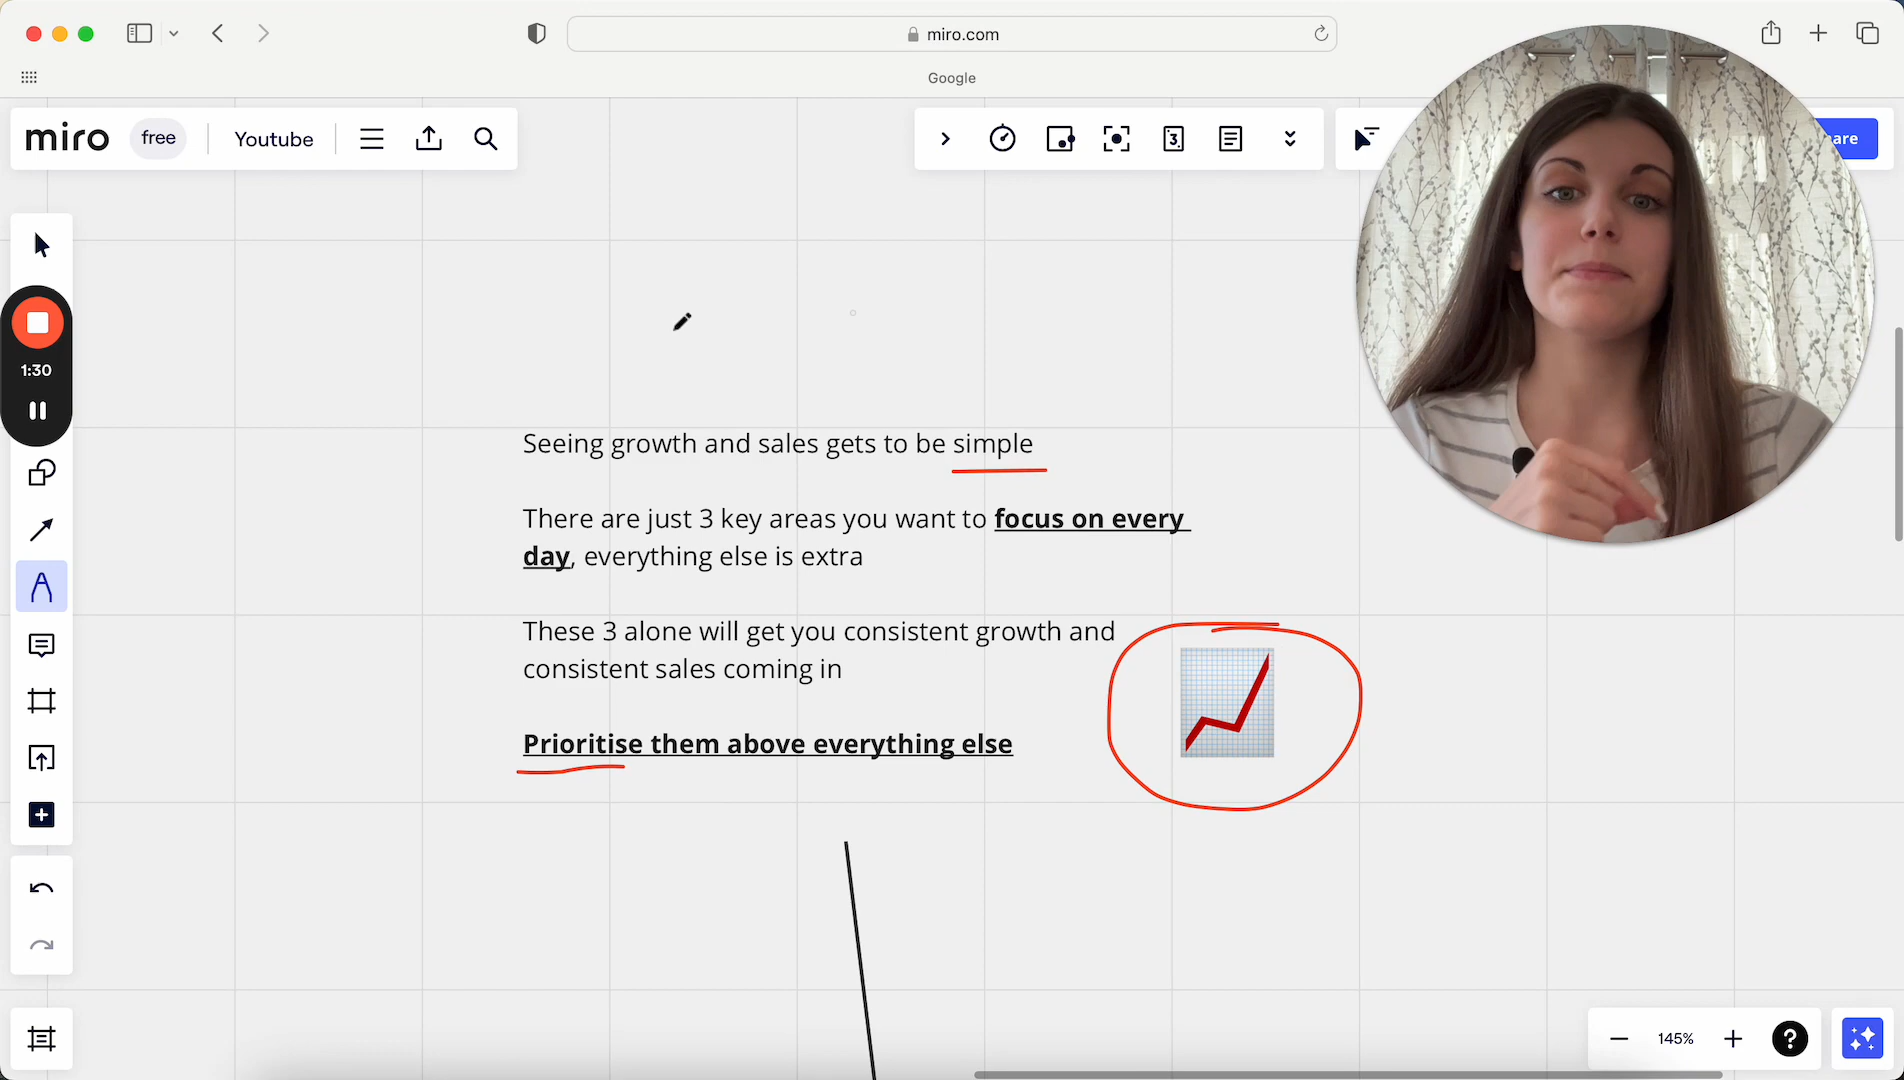 miro.com
Google
miro free Youtube
are
1:30
Seeing growth and sales gets to be simple
There are just 3 key areas you want to focus on every
day, everything else is extra
These 3 alone will get you consistent growth and
consistent sales coming in
Prioritise them above everything else
145%